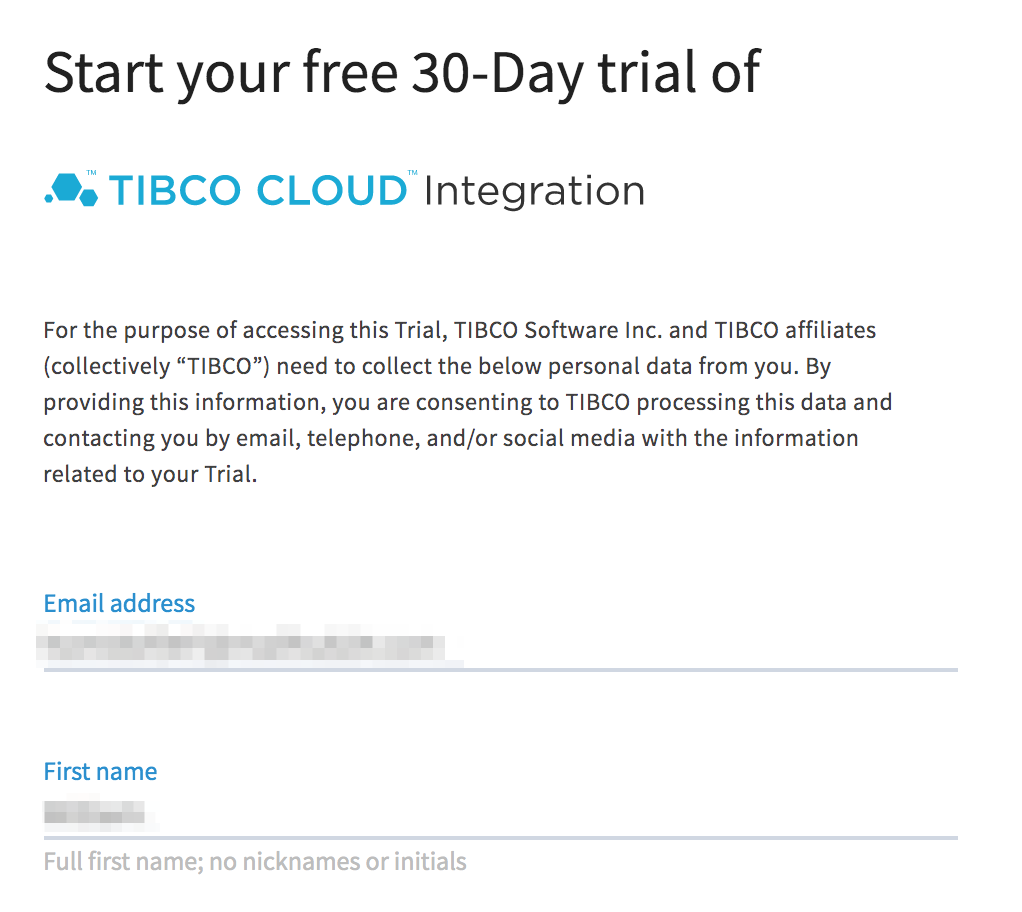 Start your free 30-Day trial of
™ TIBCO CLOUD™ Integration
For the purpose of accessing this Trial, TIBCO Software Inc. and TIBCO affiliates
(collectively “TIBCO”) need to collect the below personal data from you. By
providing this information, you are consenting to TIBCO processing this data and
contacting you by email, telephone, and/or social media with the information
related to your Trial.
Email address
First name
Full first name; no nicknames or initials